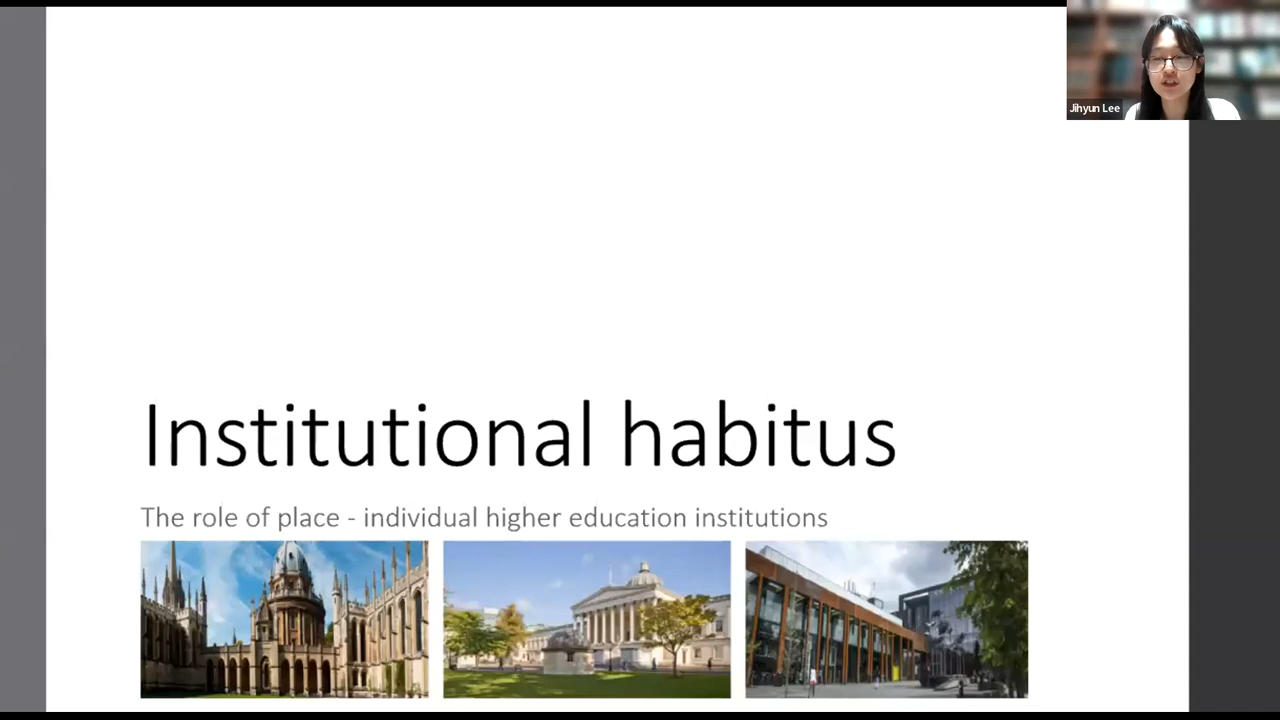 Jihyun Lee
Institutional habitus
The role of place - individual higher education institutions